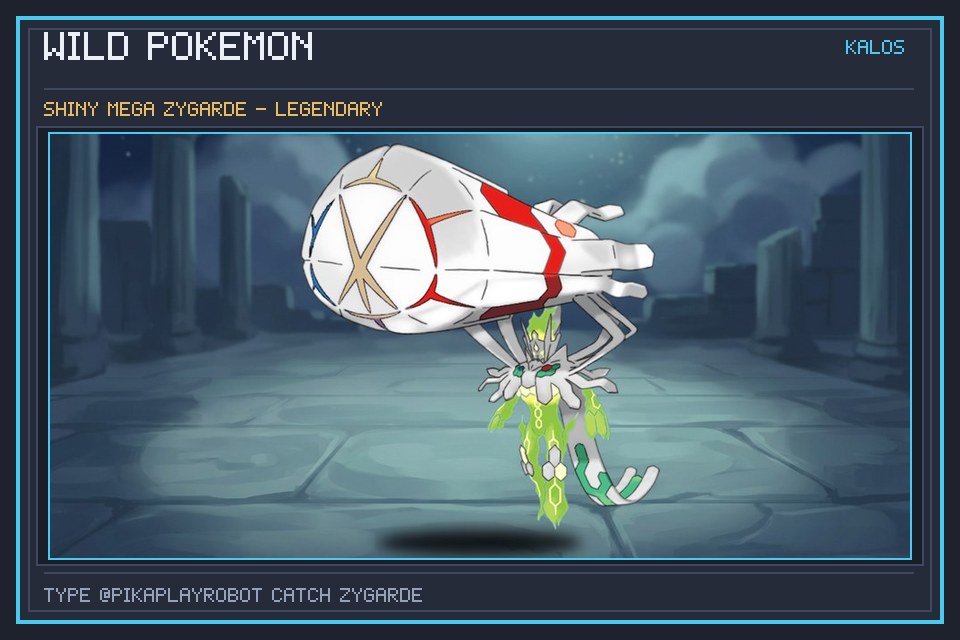 WILD POKEMON
KALOS
SHINY MEGA ZYGARDE - LEGENDARY
TYPE @PIKAPLAYROBOT CATCH ZYGARDE